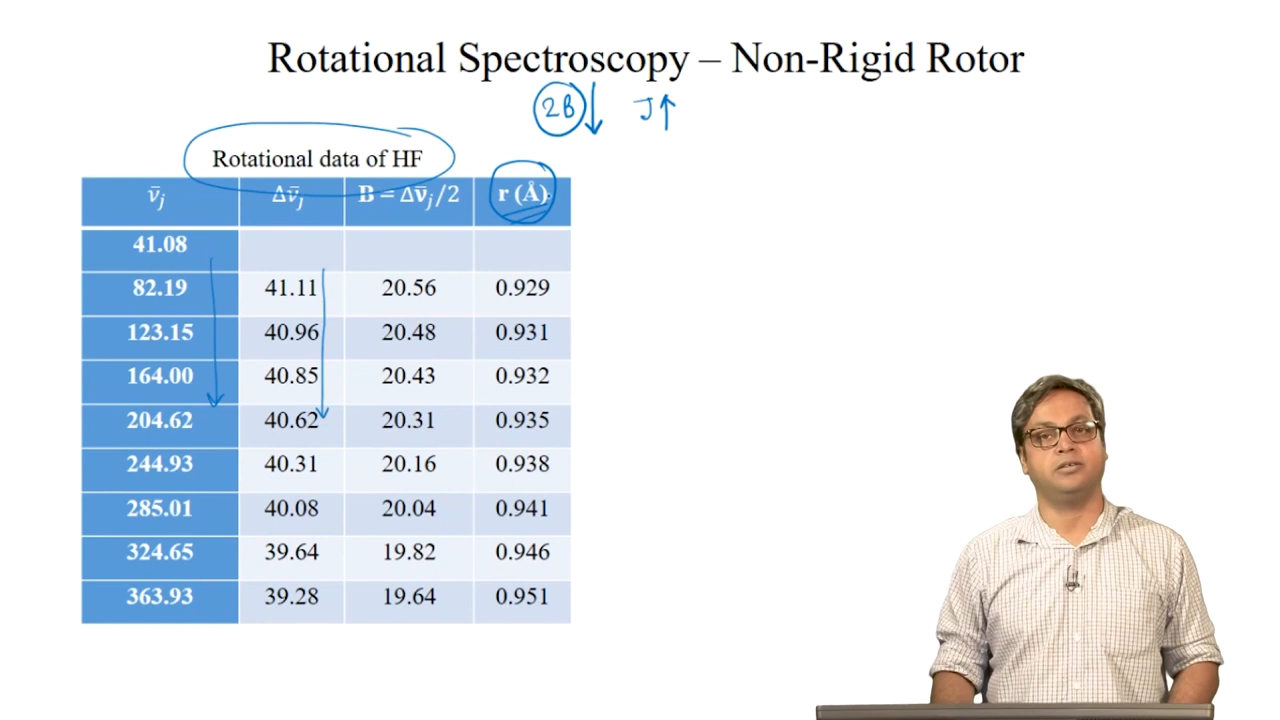 Rotational Spectroscopy – Non-Rigid Rotor
2B↓ J↑
Rotational data of HF
ν̄ⱼ Δν̄ⱼ B = Δν̄ⱼ/2 r (Å)
41.08
82.19 41.11 20.56 0.929
123.15 40.96 20.48 0.931
164.00 40.85 20.43 0.932
204.62 40.62 20.31 0.935
244.93 40.31 20.16 0.938
285.01 40.08 20.04 0.941
324.65 39.64 19.82 0.946
363.93 39.28 19.64 0.951